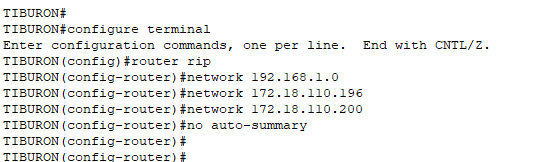 TIBURON#
TIBURON#configure terminal
Enter configuration commands, one per line.  End with CNTL/Z.
TIBURON(config)#router rip
TIBURON(config-router)#network 192.168.1.0
TIBURON(config-router)#network 172.18.110.196
TIBURON(config-router)#network 172.18.110.200
TIBURON(config-router)#no auto-summary
TIBURON(config-router)#
TIBURON(config-router)#